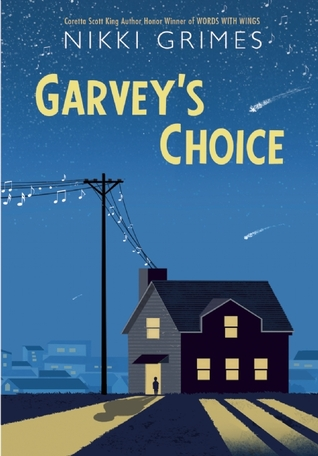 Coretta Scott King Author Honor Winner of WORDS WITH WINGS
NIKKI GRIMES
GARVEY'S
CHOICE